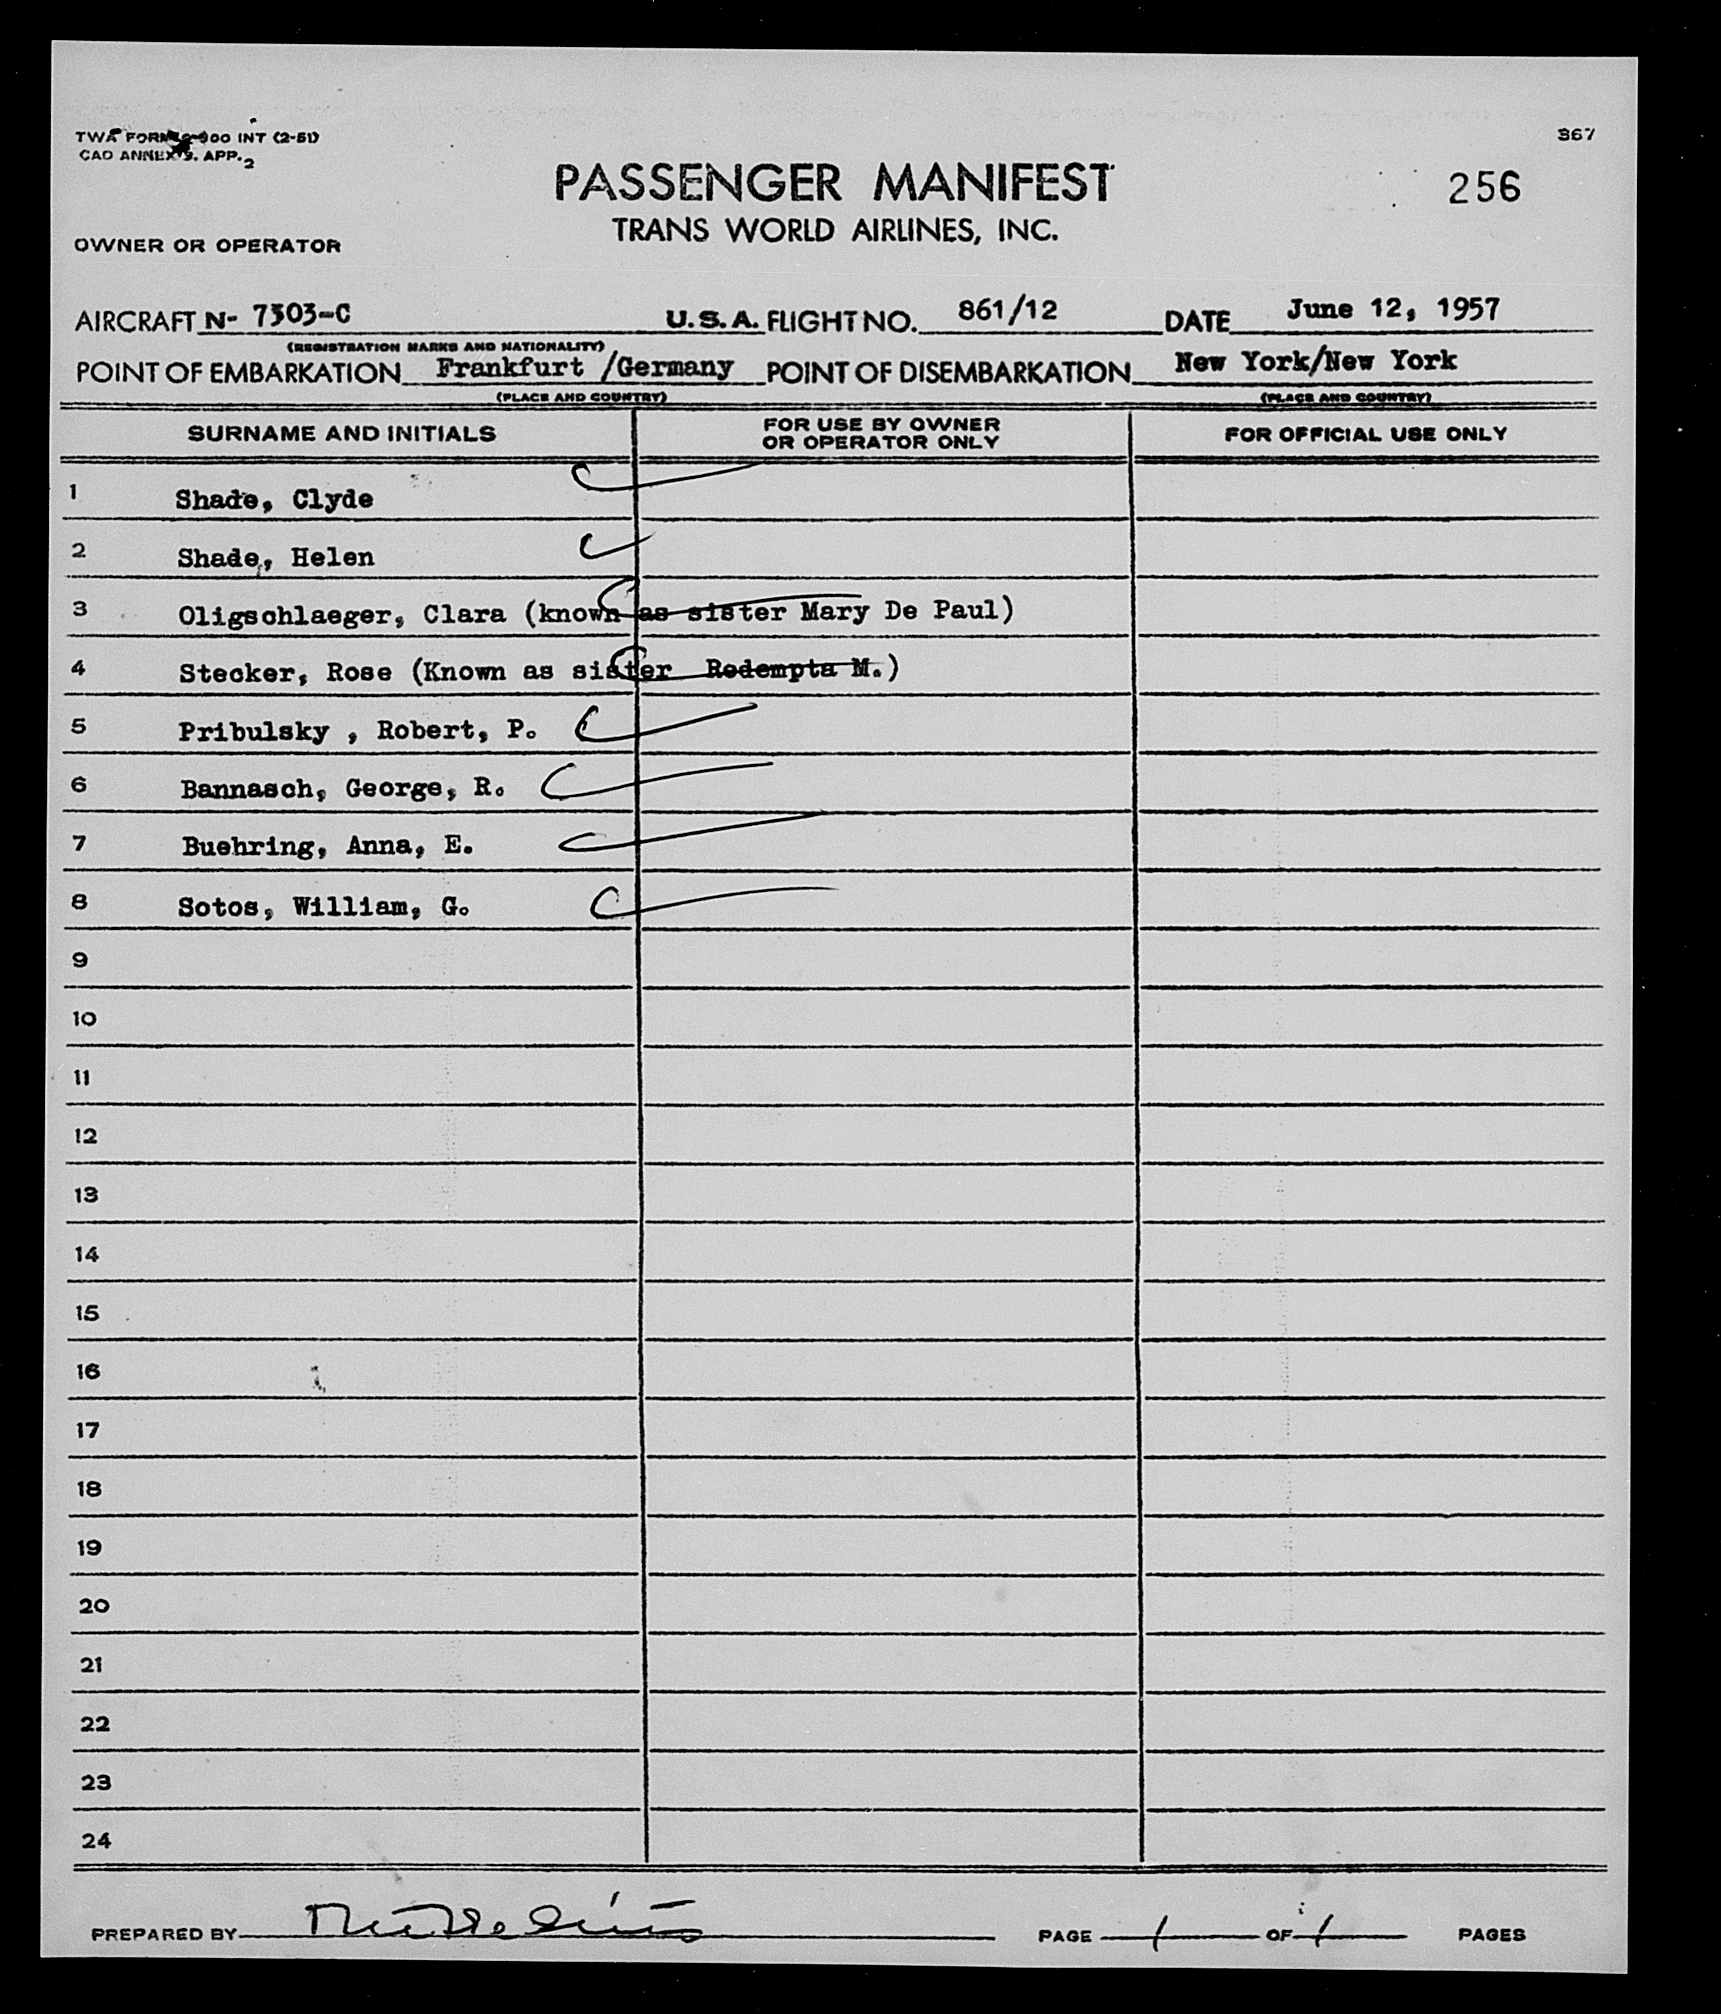 TWA FORM 00 INT (2-51)
CAO ANNEX 9, APP. 2
367
PASSENGER MANIFEST
256
TRANS WORLD AIRLINES, INC.
OWNER OR OPERATOR
AIRCRAFT N- 7303-C U.S.A. FLIGHT NO. 861/12 DATE June 12, 1957
(REGISTRATION MARKS AND NATIONALITY)
POINT OF EMBARKATION Frankfurt /Germany POINT OF DISEMBARKATION New York/New York
(PLACE AND COUNTRY) (PLACE AND COUNTRY)
SURNAME AND INITIALS FOR USE BY OWNER OR OPERATOR ONLY FOR OFFICIAL USE ONLY
1 Shade, Clyde
2 Shade, Helen
3 Oligschlaeger, Clara (known as sister Mary De Paul)
4 Stecker, Rose (Known as sister Redempta M.)
5 Pribulsky , Robert, P.
6 Bannasch, George, R.
7 Buehring, Anna, E.
8 Sotos, William, G.
9
10
11
12
13
14
15
16
17
18
19
20
21
22
23
24
PREPARED BY PAGE 1 OF 1 PAGES